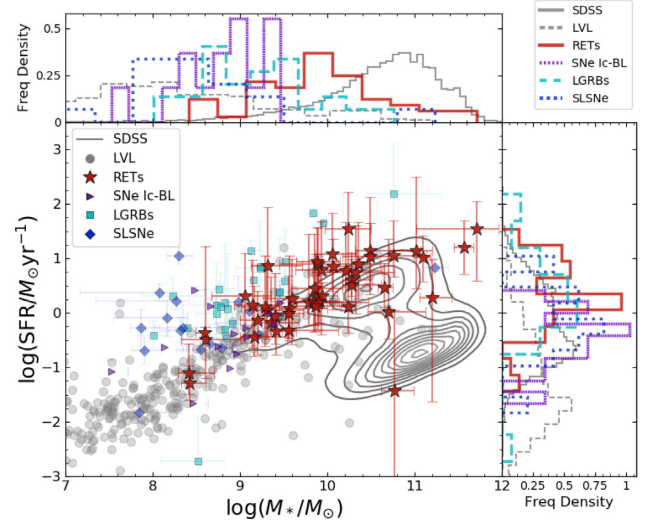 SDSS
LVL
RETs
SNe Ic-BL
LGRBs
SLSNe
Freq Density
0.5
0.25
0
SDSS
LVL
RETs
SNe Ic-BL
LGRBs
SLSNe
log(SFR/M⊙yr⁻¹)
3
2
1
0
−1
−2
−3
7 8 9 10 11 12
log(M*/M⊙)
0.25 0.5 0.75 1
Freq Density